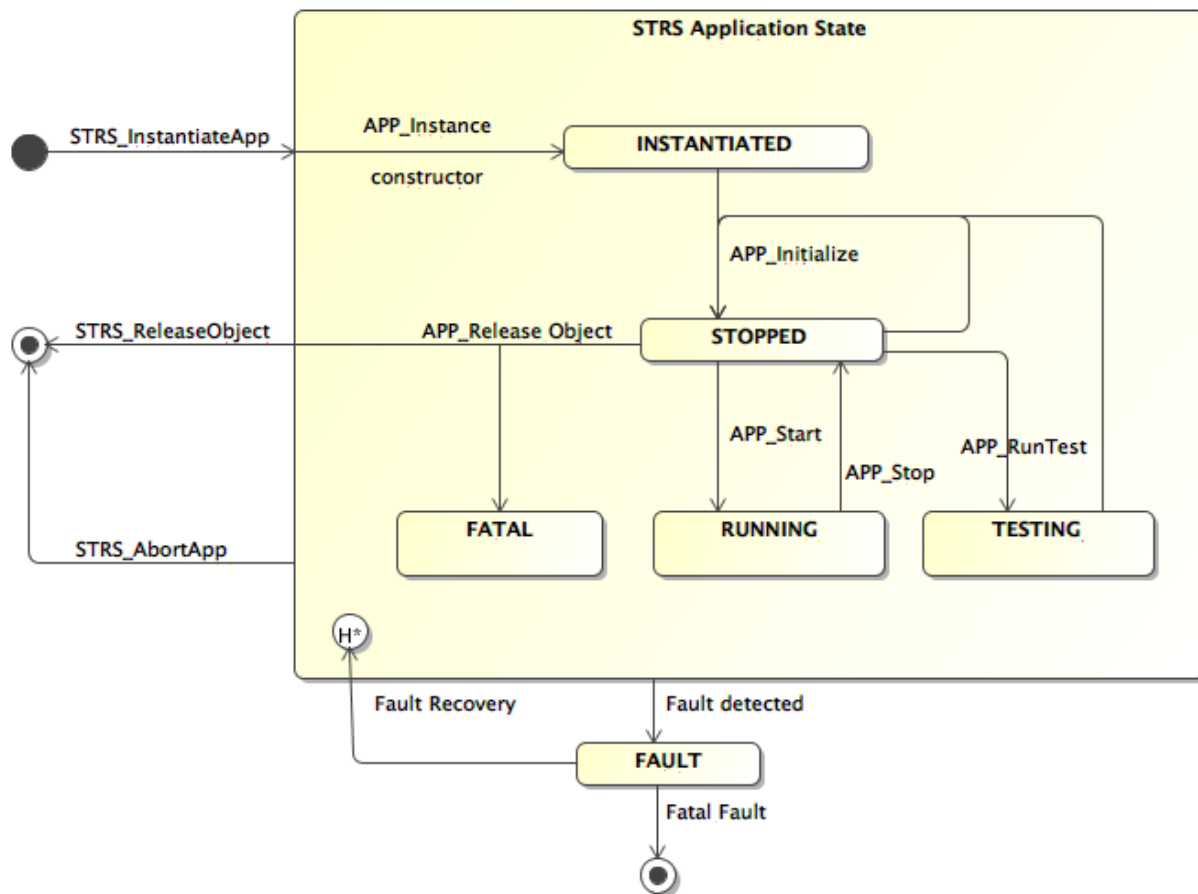 STRS Application State
STRS_InstantiateApp
APP_Instance
constructor
INSTANTIATED
APP_Initialize
STRS_ReleaseObject
APP_Release Object
STOPPED
APP_Start
APP_RunTest
APP_Stop
FATAL
RUNNING
TESTING
STRS_AbortApp
H*
Fault Recovery
Fault detected
FAULT
Fatal Fault